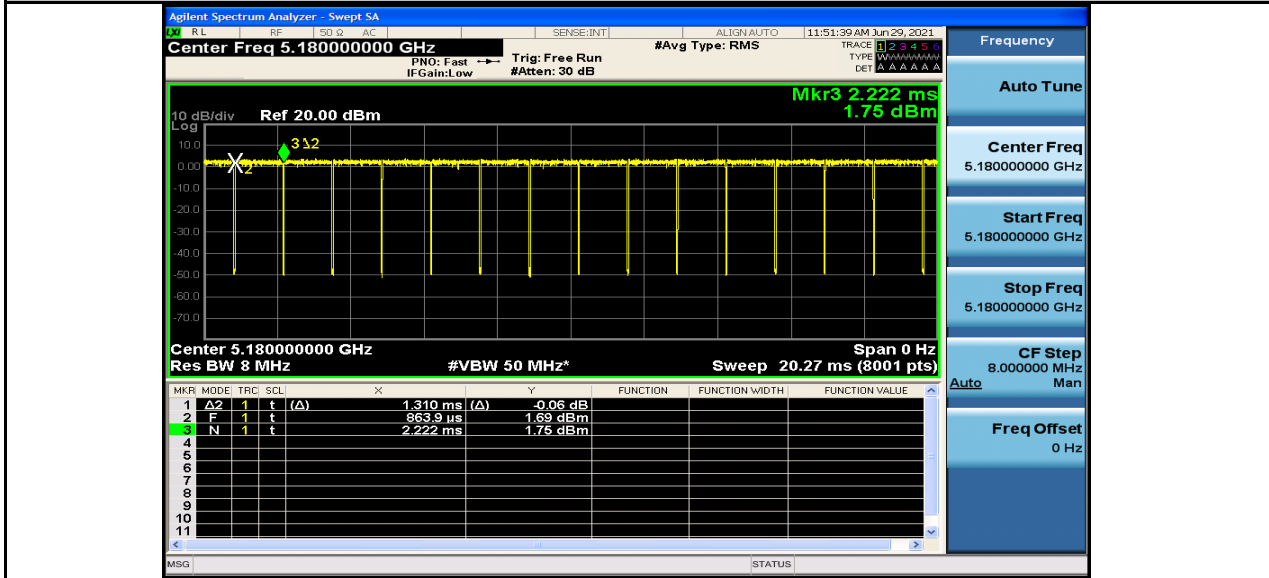 Agilent Spectrum Analyzer - Swept SA
LXI RL RF 50 Ω AC SENSE:INT ALIGN AUTO 11:51:39 AM Jun 29, 2021
Center Freq 5.180000000 GHz
PNO: Fast
IFGain:Low
Trig: Free Run
#Atten: 30 dB
#Avg Type: RMS
TRACE 1 2 3 4 5 6
TYPE WWWWWW
DET A A A A A A
Mkr3 2.222 ms
1.75 dBm
10 dB/div Ref 20.00 dBm
Log
10.0
0.00
-10.0
-20.0
-30.0
-40.0
-50.0
-60.0
-70.0
X2
3Δ2
Center 5.180000000 GHz Span 0 Hz
Res BW 8 MHz #VBW 50 MHz* Sweep 20.27 ms (8001 pts)
MKR MODE TRC SCL X Y FUNCTION FUNCTION WIDTH FUNCTION VALUE
1 Δ2 1 t (Δ) 1.310 ms (Δ) -0.06 dB
2 F 1 t 863.9 µs 1.69 dBm
3 N 1 t 2.222 ms 1.75 dBm
4
5
6
7
8
9
10
11
MSG STATUS
Frequency
Auto Tune
Center Freq
5.180000000 GHz
Start Freq
5.180000000 GHz
Stop Freq
5.180000000 GHz
CF Step
8.000000 MHz
Auto Man
Freq Offset
0 Hz